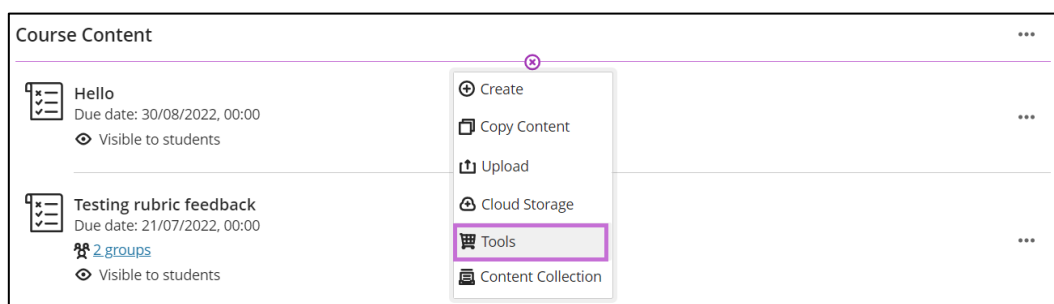 Course Content
Hello
Due date: 30/08/2022, 00:00
Visible to students
Testing rubric feedback
Due date: 21/07/2022, 00:00
2 groups
Visible to students
Create
Copy Content
Upload
Cloud Storage
Tools
Content Collection